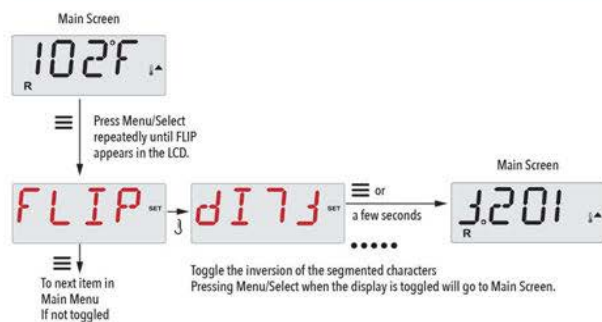 Main Screen
102°F
R
Press Menu/Select
repeatedly until FLIP
appears in the LCD.
Main Screen
FLIP SET
dI7J SET
or
a few seconds
J.201
R
To next item in
Main Menu
If not toggled
Toggle the inversion of the segmented characters
Pressing Menu/Select when the display is toggled will go to Main Screen.